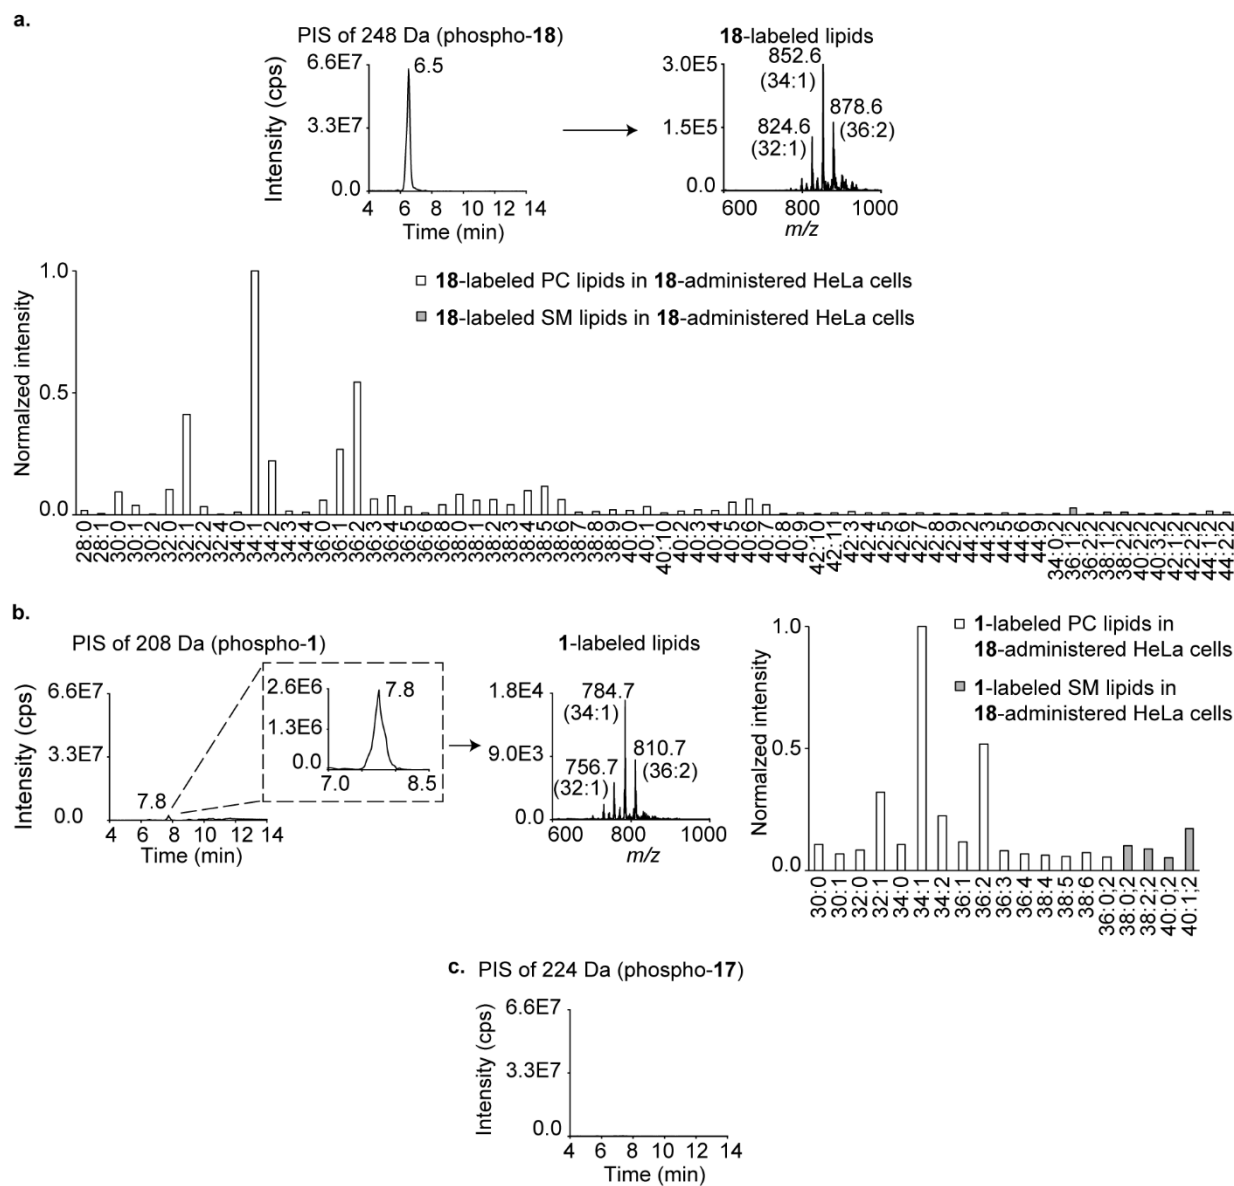 a.
PIS of 248 Da (phospho-18)
18-labeled lipids
Intensity (cps)
6.6E7
3.3E7
0.0
6.5
4 6 8 10 12 14
Time (min)
3.0E5
1.5E5
0.0
852.6
(34:1)
878.6
(36:2)
824.6
(32:1)
600 800 1000
m/z
Normalzed intensity
1.0
0.5
0.0
18-labeled PC lipids in 18-administered HeLa cells
18-labeled SM lipids in 18-administered HeLa cells
28:0 28:1 30:0 30:1 30:2 32:0 32:1 32:2 32:4 34:0 34:1 34:2 34:3 34:4 36:0 36:1 36:2 36:3 36:4 36:5 36:6 36:8 38:0 38:1 38:2 38:3 38:4 38:5 38:6 38:7 38:8 38:9 40:0 40:1 40:10 40:2 40:3 40:4 40:5 40:6 40:7 40:8 40:9 42:10 42:11 42:3 42:4 42:5 42:6 42:7 42:8 42:9 44:2 44:3 44:5 44:6 44:9 34:0;2 36:1;2 36:2;2 38:1;2 38:2;2 40:2;2 40:3;2 42:1;2 42:2;2 44:1;2 44:2;2
b.
PIS of 208 Da (phospho-1)
1-labeled lipids
Intensity (cps)
6.6E7
3.3E7
0.0
7.8
4 6 8 10 12 14
Time (min)
2.6E6
1.3E6
0.0
7.8
7.0 8.5
1.8E4
9.0E3
0.0
784.7
(34:1)
810.7
(36:2)
756.7
(32:1)
600 800 1000
m/z
Normalized intensity
1.0
0.5
0.0
1-labeled PC lipids in
18-administered HeLa cells
1-labeled SM lipids in
18-administered HeLa cells
30:0 30:1 32:0 32:1 34:0 34:1 34:2 36:1 36:2 36:3 36:4 38:4 38:5 38:6 36:0;2 38:0;2 38:2;2 40:0;2 40:1;2
c. PIS of 224 Da (phospho-17)
Intensity (cps)
6.6E7
3.3E7
0.0
4 6 8 10 12 14
Time (min)